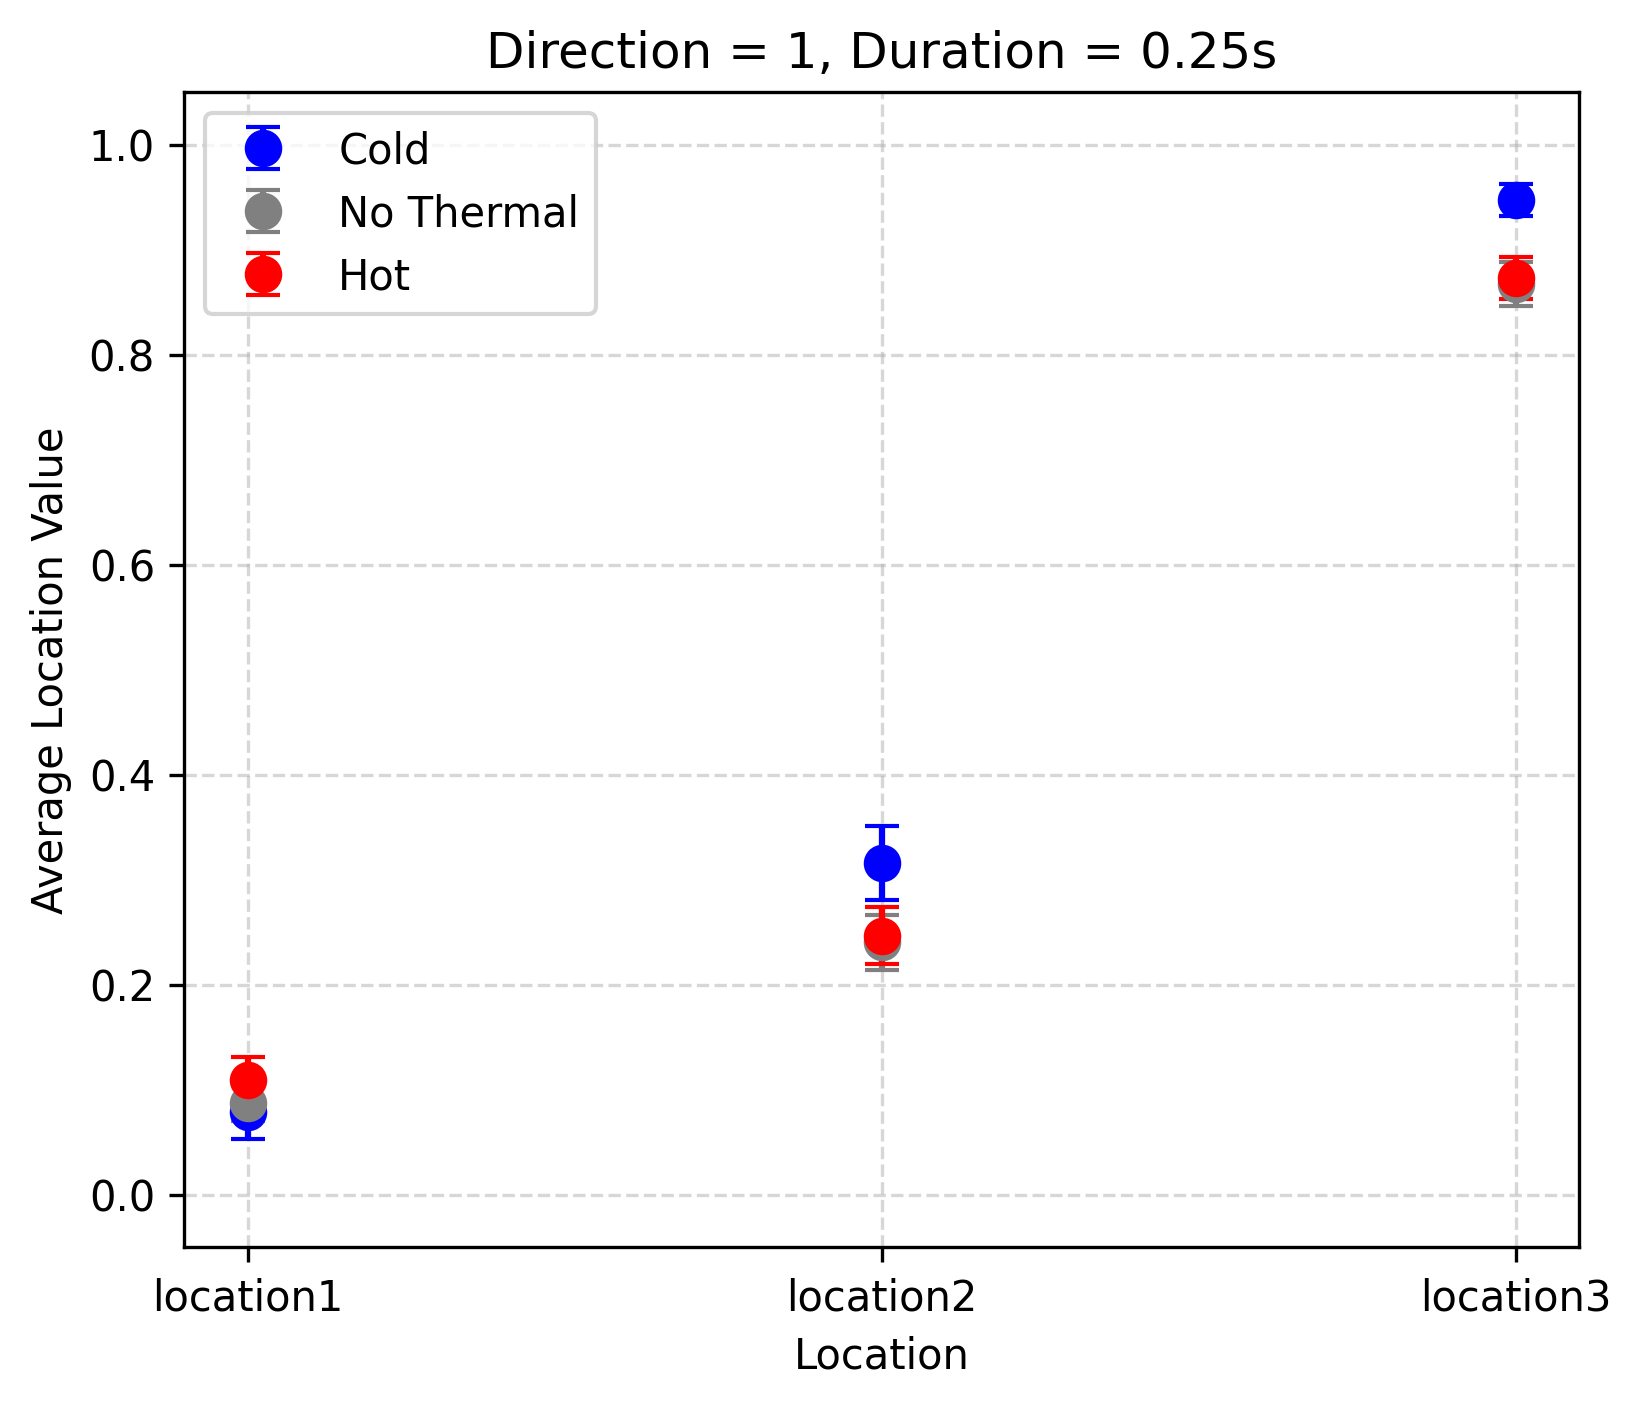 Direction = 1, Duration = 0.25s
Cold
No Thermal
Hot
1.0
0.8
0.6
0.4
0.2
0.0
Average Location Value
location1
location2
location3
Location